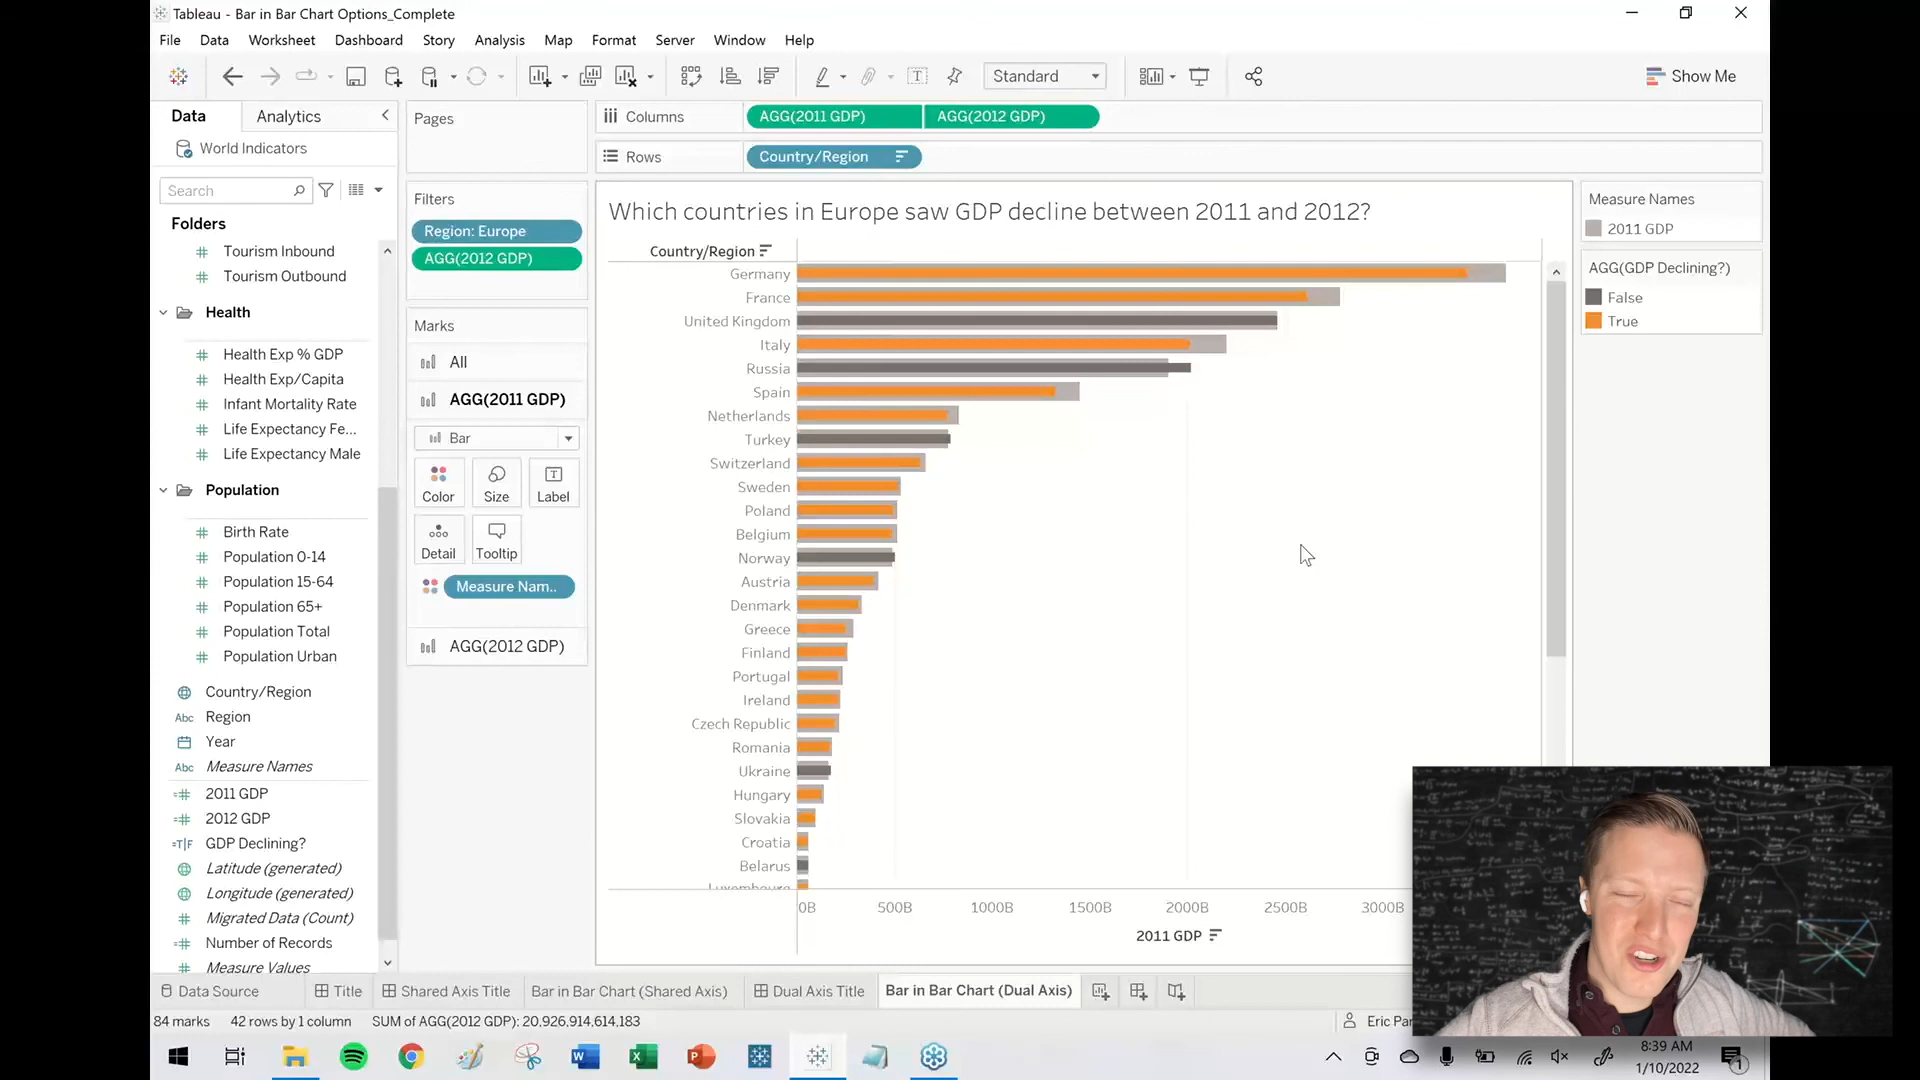 Tableau - Bar in Bar Chart Options_Complete
File Data Worksheet Dashboard Story Analysis Map Format Server Window Help
Standard
Show Me
Data
Analytics
World Indicators
Search
Folders
Tourism Inbound
Tourism Outbound
Health
Health Exp % GDP
Health Exp/Capita
Infant Mortality Rate
Life Expectancy Fe...
Life Expectancy Male
Population
Birth Rate
Population 0-14
Population 15-64
Population 65+
Population Total
Population Urban
Country/Region
Abc Region
Year
Abc Measure Names
2011 GDP
2012 GDP
T|F GDP Declining?
Latitude (generated)
Longitude (generated)
Migrated Data (Count)
Number of Records
Measure Values
Pages
Filters
Region: Europe
AGG(2012 GDP)
Marks
All
AGG(2011 GDP)
Bar
Color Size Label
Detail Tooltip
Measure Nam..
AGG(2012 GDP)
Columns AGG(2011 GDP) AGG(2012 GDP)
Rows Country/Region
Which countries in Europe saw GDP decline between 2011 and 2012?
Country/Region
Germany
France
United Kingdom
Italy
Russia
Spain
Netherlands
Turkey
Switzerland
Sweden
Poland
Belgium
Norway
Austria
Denmark
Greece
Finland
Portugal
Ireland
Czech Republic
Romania
Ukraine
Hungary
Slovakia
Croatia
Belarus
0B 500B 1000B 1500B 2000B 2500B 3000B
2011 GDP
Measure Names
2011 GDP
AGG(GDP Declining?)
False
True
Data Source Title Shared Axis Title Bar in Bar Chart (Shared Axis) Dual Axis Title Bar in Bar Chart (Dual Axis)
84 marks 42 rows by 1 column SUM of AGG(2012 GDP): 20,926,914,614,183
Eric Par
8:39 AM
1/10/2022
1